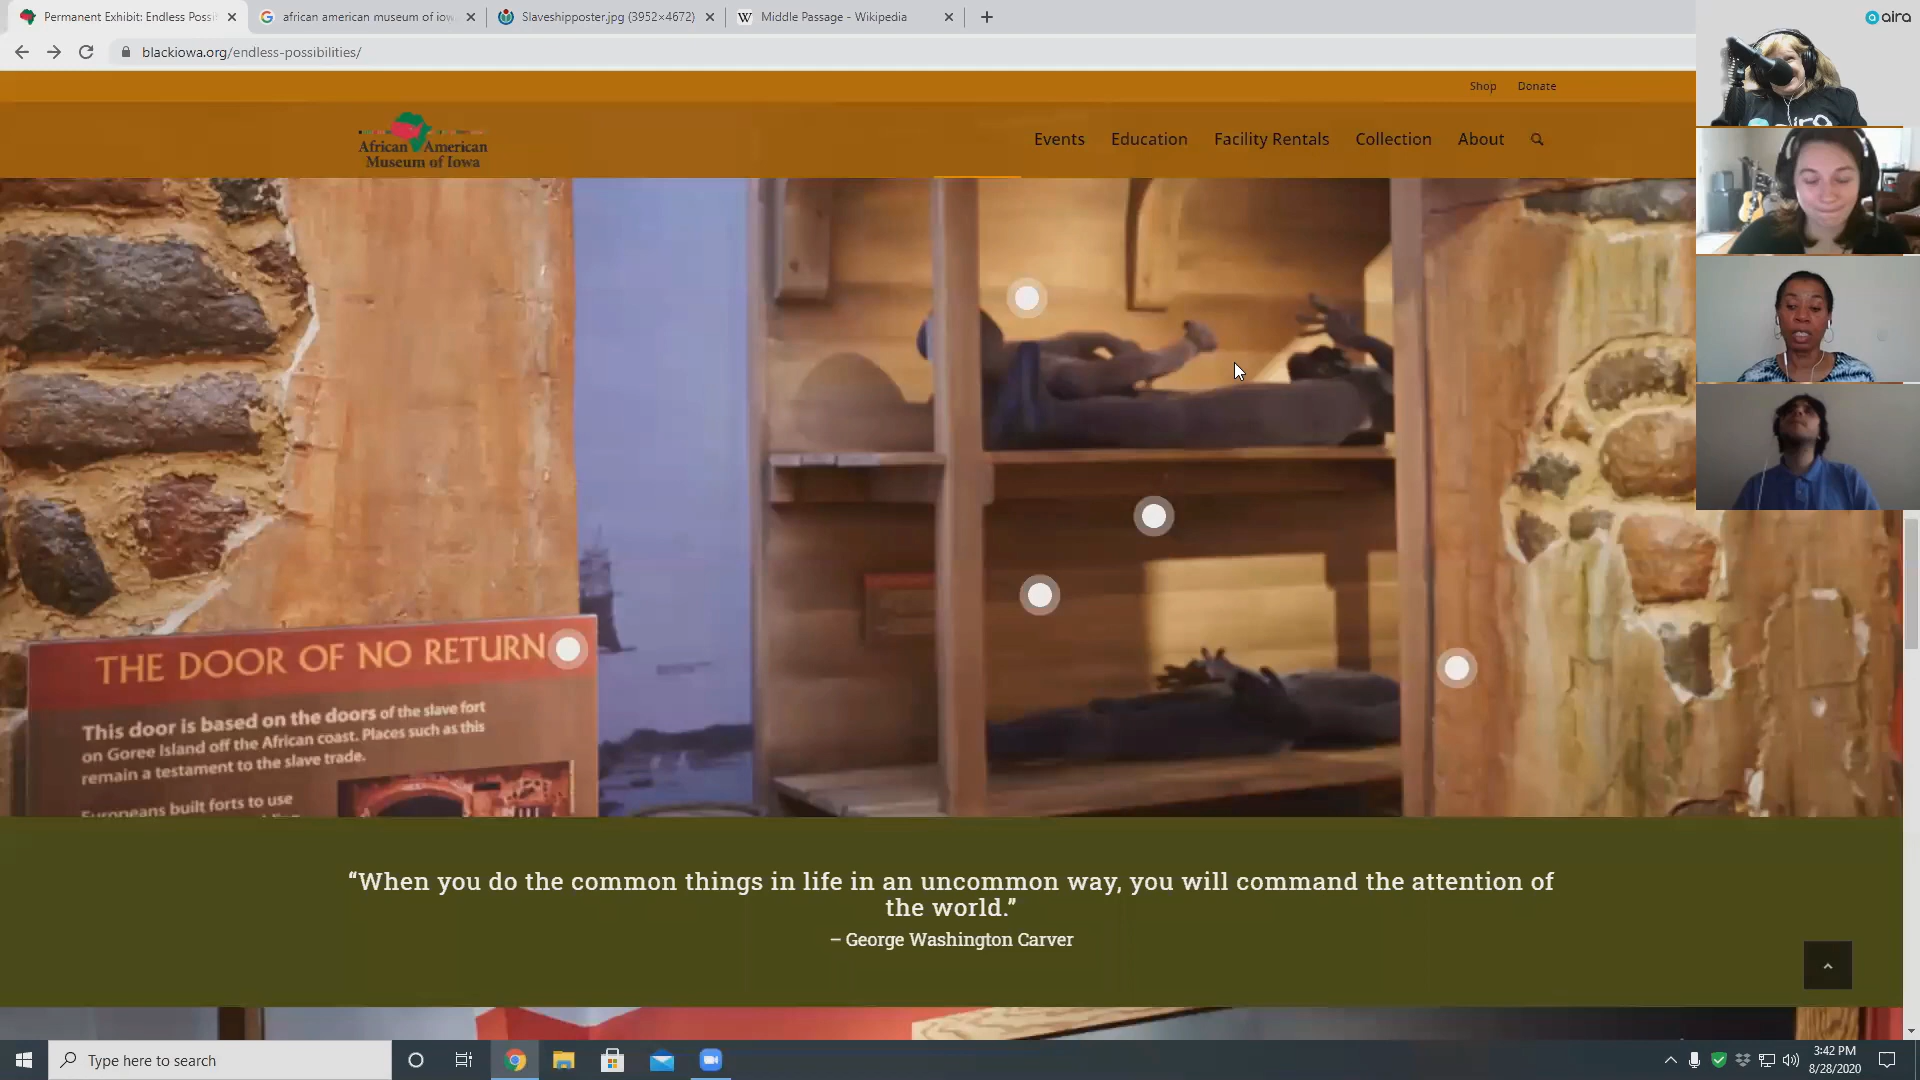 Permanent Exhibit: Endless Possi
african american museum of iow
Slaveshipposter.jpg (3952×4672)
Middle Passage - Wikipedia
blackiowa.org/endless-possibilities/
aira
Shop
Donate
African American
Museum of Iowa
Events
Education
Facility Rentals
Collection
About
THE DOOR OF NO RETURN
This door is based on the doors of the slave fort
on Goree Island off the African coast. Places such as this
remain a testament to the slave trade.
Europeans built forts to use
“When you do the common things in life in an uncommon way, you will command the attention of
the world.”
– George Washington Carver
Type here to search
3:42 PM
8/28/2020